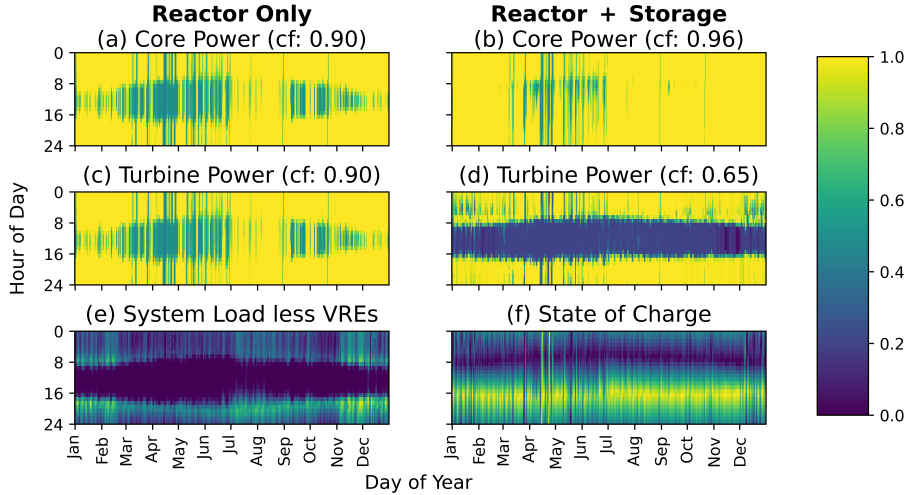 Reactor Only
Reactor + Storage
(a) Core Power (cf: 0.90)
(b) Core Power (cf: 0.96)
0
8
16
24
1.0
0.8
0.6
0.4
0.2
0.0
(c) Turbine Power (cf: 0.90)
(d) Turbine Power (cf: 0.65)
0
8
16
24
Hour of Day
(e) System Load less VREs
(f) State of Charge
0
8
16
24
Jan Feb Mar Apr May Jun Jul Aug Sep Oct Nov Dec
Jan Feb Mar Apr May Jun Jul Aug Sep Oct Nov Dec
Day of Year